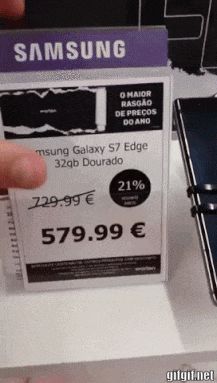 SAMSUNG
O MAIOR
RASGÃO
DE PREÇOS
DO ANO
msung Galaxy S7 Edge
32gb Dourado
729.99 €
21%
579.99 €
gifgif.net